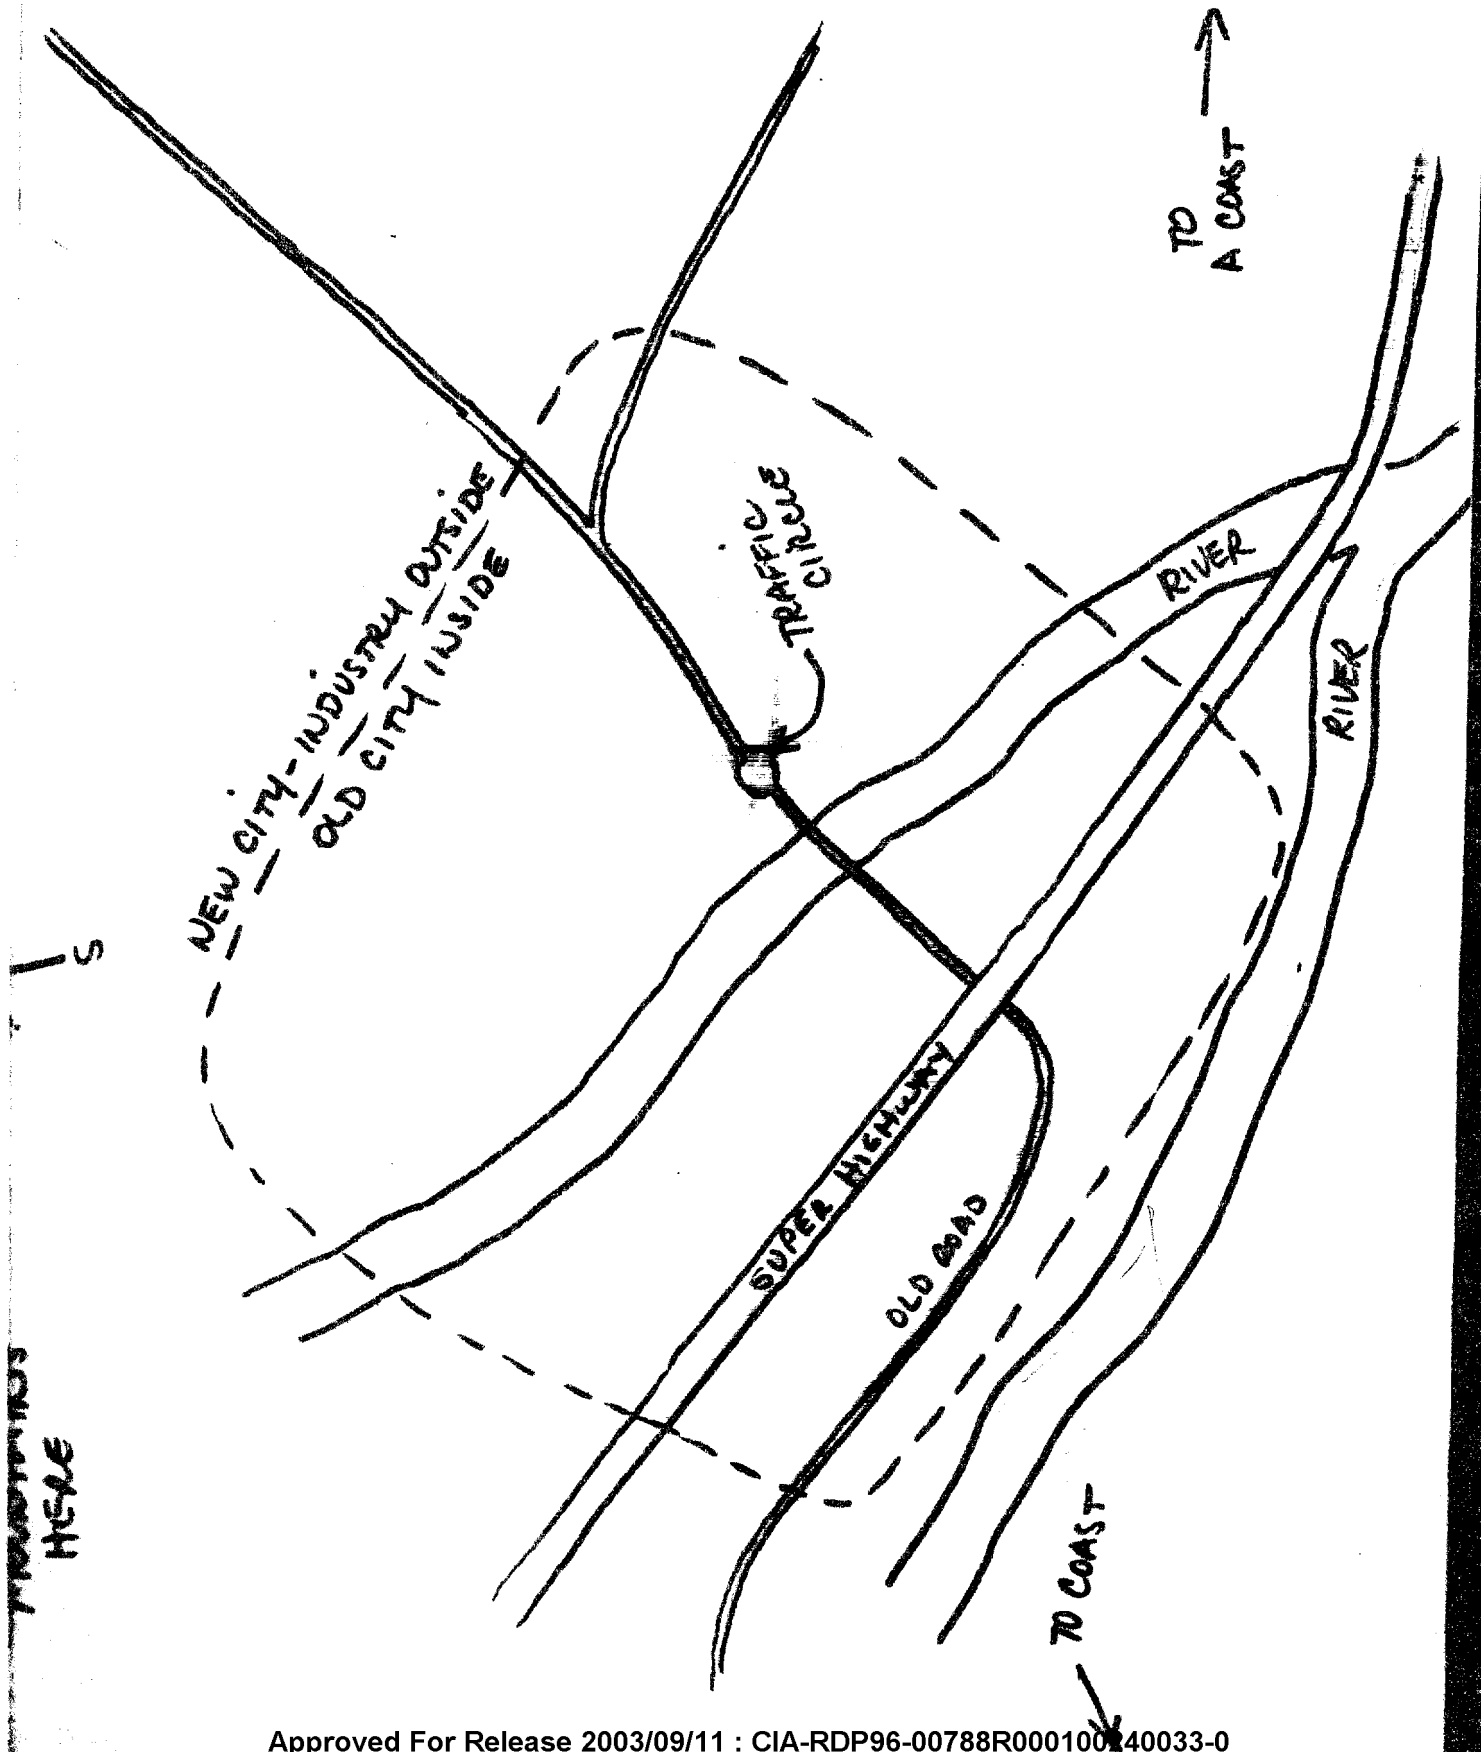 TO
A COAST
TRAFFIC
CIRCLE
RIVER
RIVER
NEW CITY-INDUSTRY OUTSIDE
OLD CITY INSIDE
S
SUPER HIGHWAY
OLD ROAD
HERE
TO COAST
Approved For Release 2003/09/11 : CIA-RDP96-00788R000100240033-0